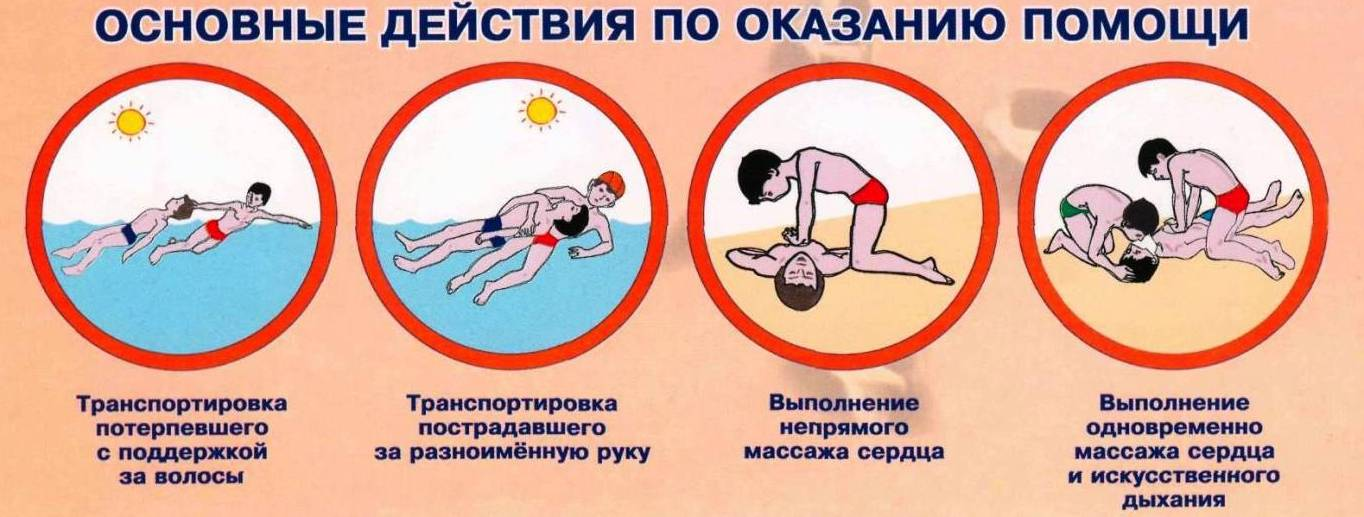 ОСНОВНЫЕ ДЕЙСТВИЯ ПО ОКАЗАНИЮ ПОМОЩИ
Транспортировка
потерпевшего
с поддержкой
за волосы
Транспортировка
пострадавшего
за разноимённую руку
Выполнение
непрямого
массажа сердца
Выполнение
одновременно
массажа сердца
и искусственного
дыхания